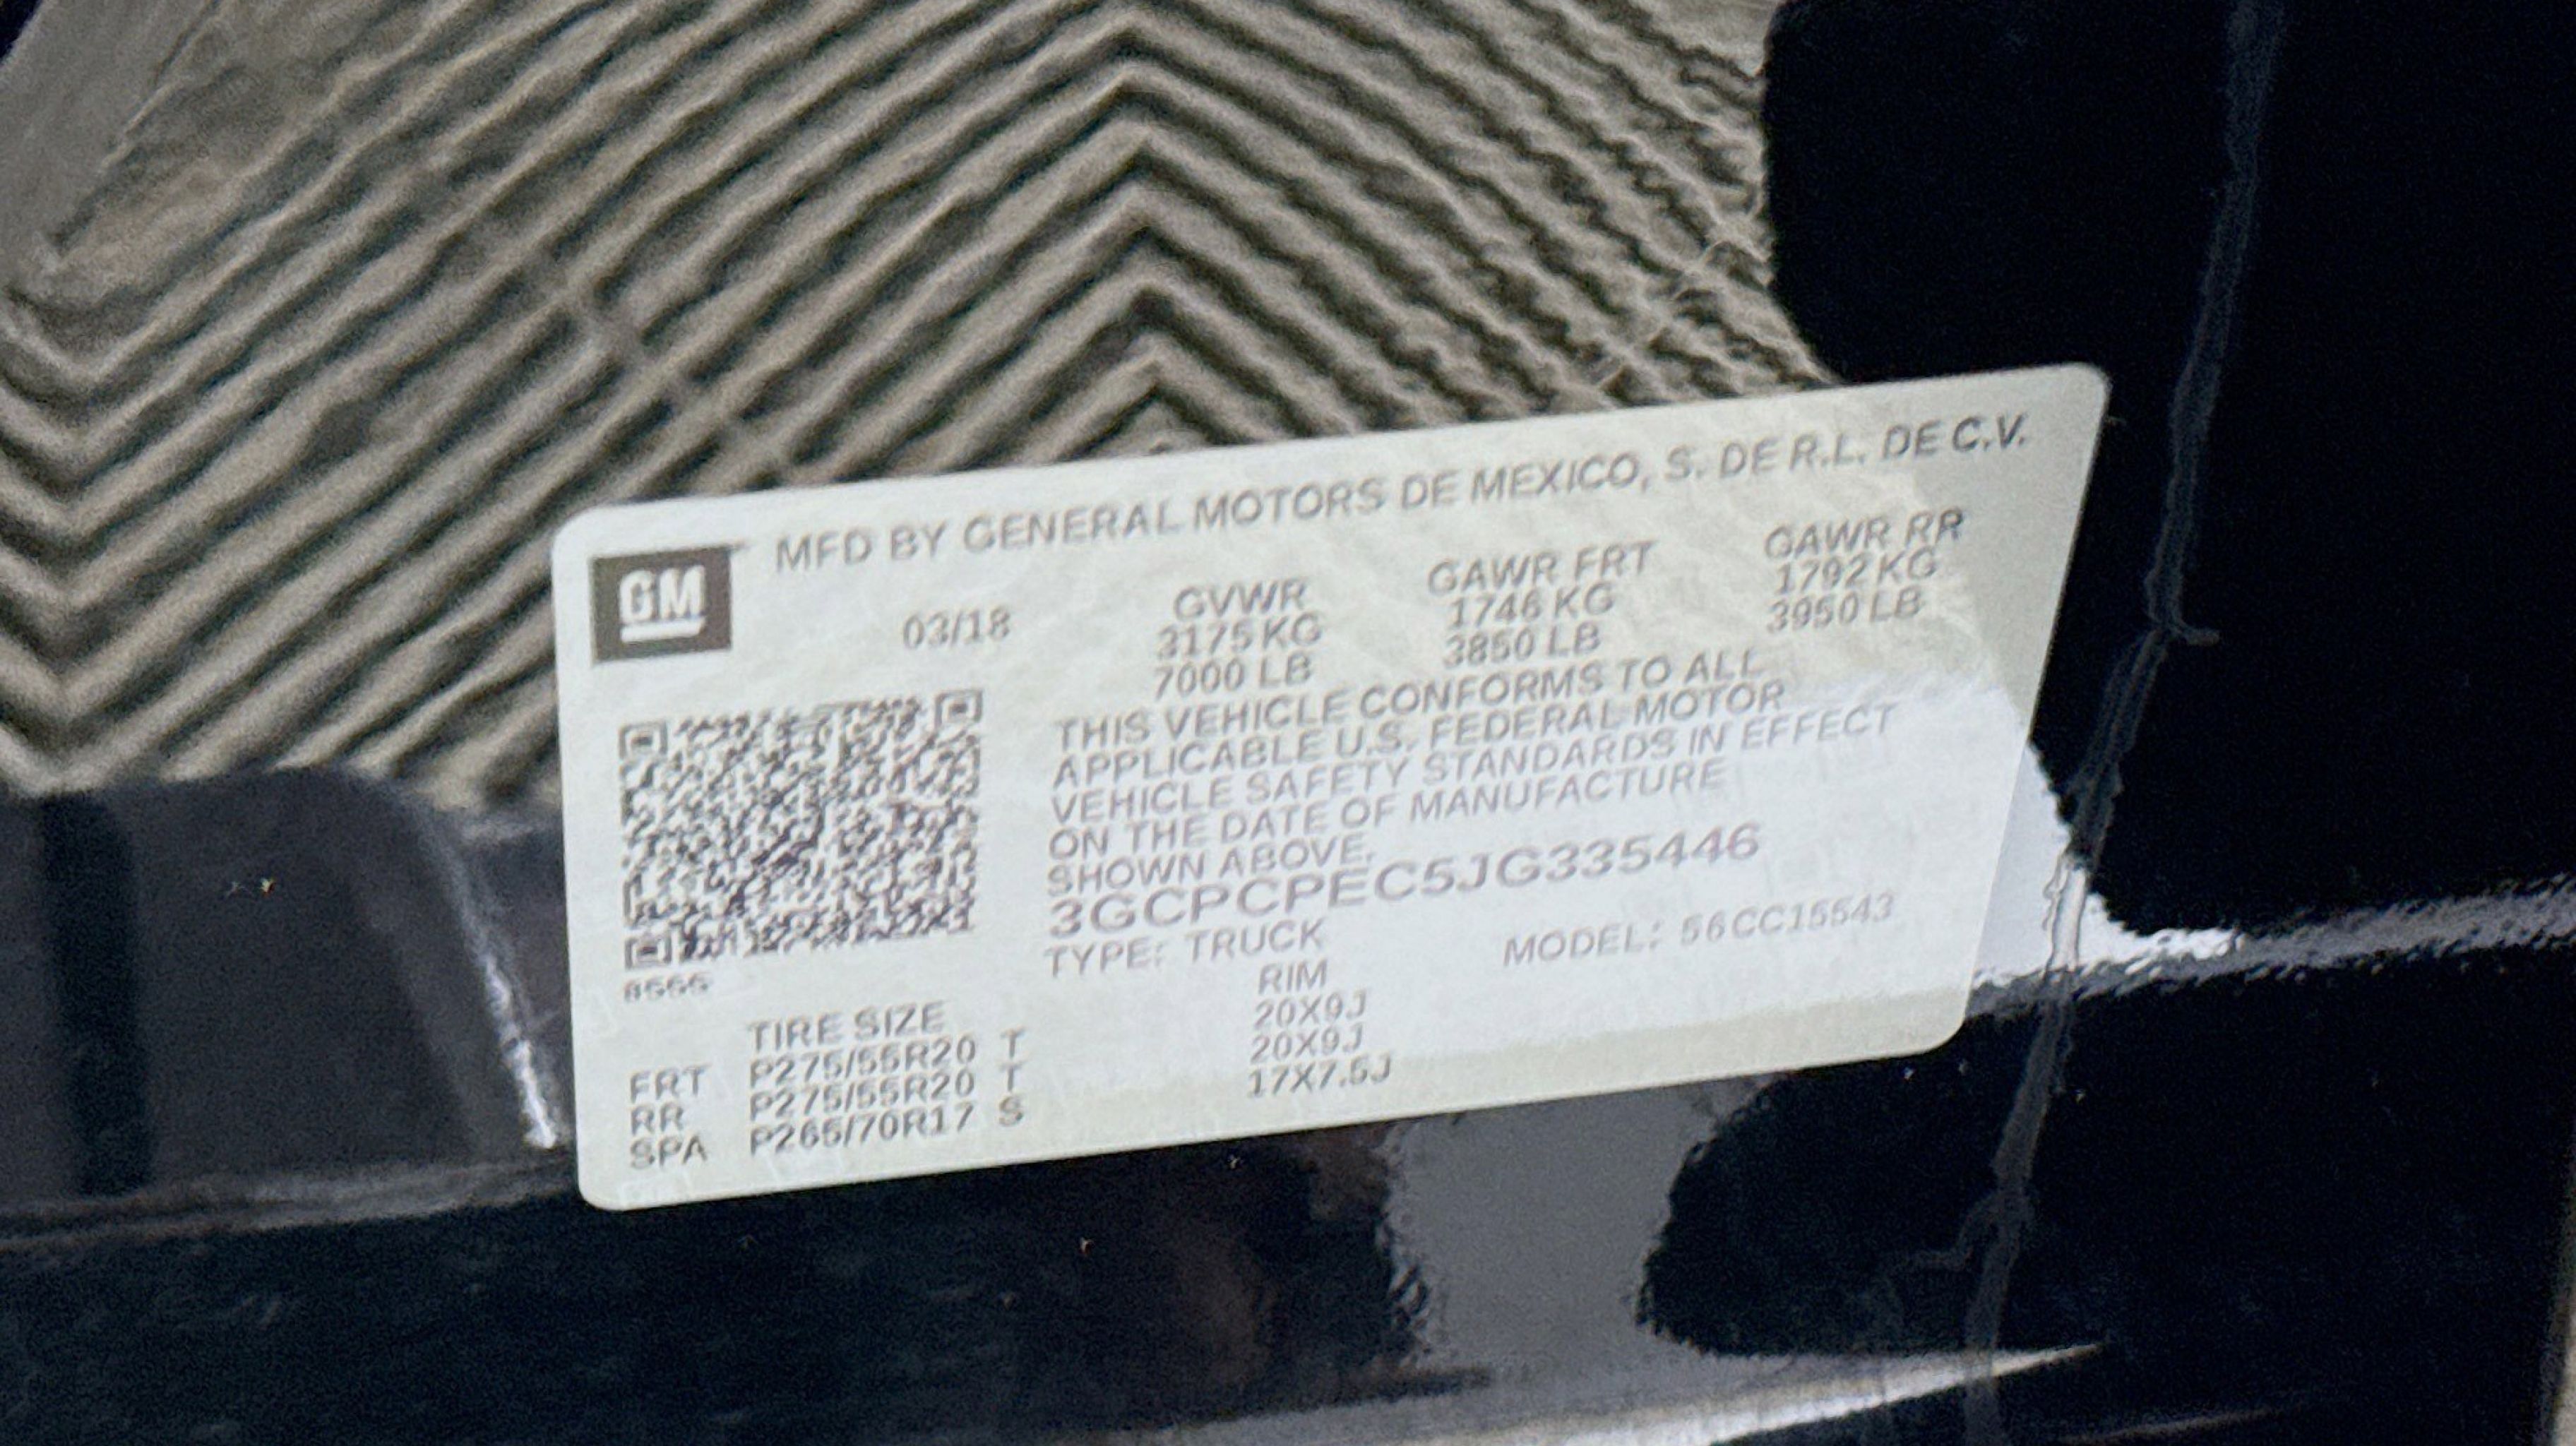 MFD BY GENERAL MOTORS DE MEXICO, S. DE R.L. DE C.V.
GM
03/18
GVWR
3175 KG
7000 LB
GAWR FRT
1746 KG
3850 LB
GAWR RR
1792 KG
3950 LB
THIS VEHICLE CONFORMS TO ALL
APPLICABLE U.S. FEDERAL MOTOR
VEHICLE SAFETY STANDARDS IN EFFECT
ON THE DATE OF MANUFACTURE
SHOWN ABOVE.
3GCPCPEC5JG335446
TYPE: TRUCK
MODEL: 56CC15543
TIRE SIZE RIM
FRT P275/55R20 T 20X9J
RR P275/55R20 T 20X9J
SPA P265/70R17 S 17X7.5J